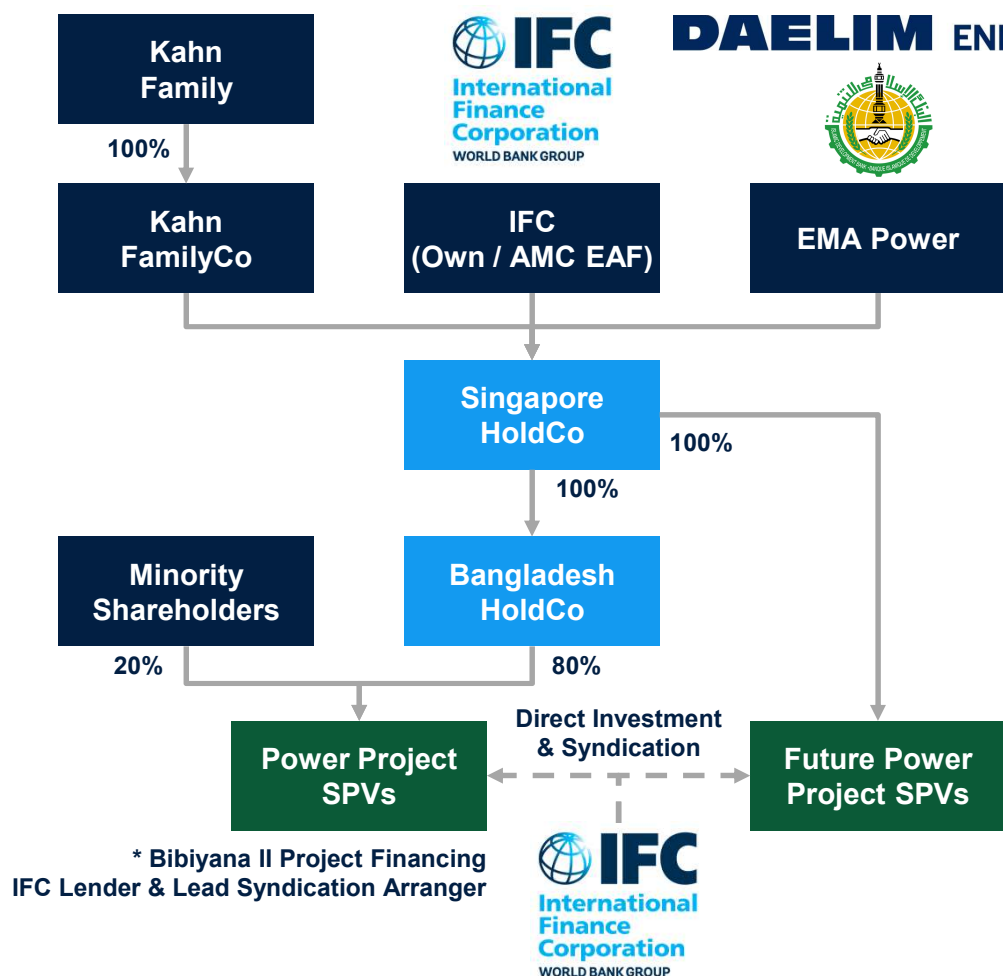 Kahn
Family
IFC
International
Finance
Corporation
WORLD BANK GROUP
DAELIM
100%
Kahn
FamilyCo
IFC
(Own / AMC EAF)
EMA Power
Singapore
HoldCo
100%
100%
Minority
Shareholders
Bangladesh
HoldCo
20%
80%
Direct Investment
& Syndication
Power Project
SPVs
Future Power
Project SPVs
* Bibiyana II Project Financing
IFC Lender & Lead Syndication Arranger
IFC
International
Finance
Corporation
WORLD BANK GROUP